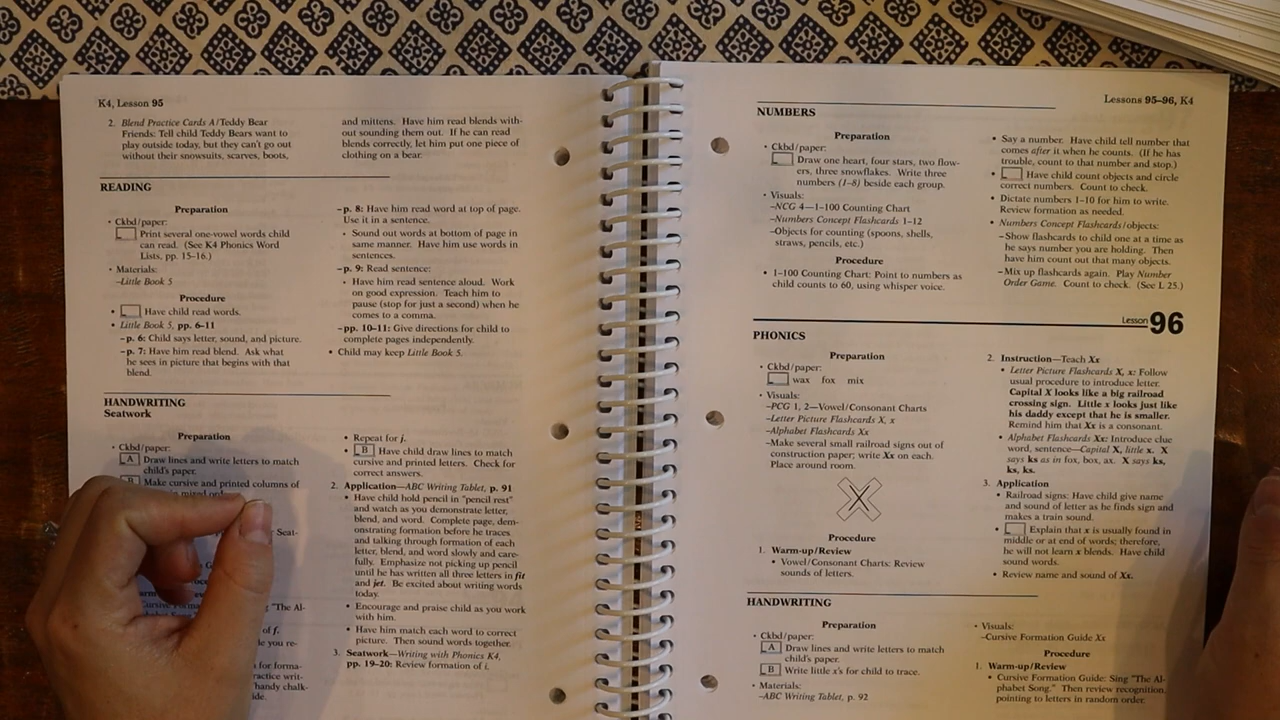 K4, Lesson 95
2. Blend Practice Cards A/Teddy Bear
Friends: Tell child Teddy Bears want to
play outside today, but they can't go out
without their snowsuits, scarves, boots,
and mittens. Have him read blends with-
out sounding them out. If he can read
blends correctly, let him put one piece of
clothing on a bear.
READING
Preparation
• Ckbd/paper:
Print several one-vowel words child
can read. (See K4 Phonics Word
Lists, pp. 15–16.)
• Materials:
–Little Book 5
Procedure
• Have child read words.
• Little Book 5, pp. 6–11
–p. 6: Child says letter, sound, and picture.
–p. 7: Have him read blend. Ask what
he sees in picture that begins with that
blend.
–p. 8: Have him read word at top of page.
Use it in a sentence.
• Sound out words at bottom of page in
same manner. Have him use words in
sentences.
–p. 9: Read sentence:
• Have him read sentence aloud. Work
on good expression. Teach him to
pause (stop for just a second) when he
comes to a comma.
–pp. 10–11: Give directions for child to
complete pages independently.
• Child may keep Little Book 5.
HANDWRITING
Seatwork
Preparation
• Ckbd/paper:
A Draw lines and write letters to match
child's paper.
B Make cursive and printed columns of
in mixed
Seat-
Cursive
"The Al-
of f.
you re-
for forma-
writ-
chalk-
• Repeat for j.
• B Have child draw lines to match
cursive and printed letters. Check for
correct answers.
2. Application—ABC Writing Tablet, p. 91
• Have child hold pencil in "pencil rest"
and watch as you demonstrate letter,
blend, and word. Complete page, dem-
onstrating formation before he traces
and talking through formation of each
letter, blend, and word slowly and care-
fully. Emphasize not picking up pencil
until he has written all three letters in fit
and jet. Be excited about writing words
today.
• Encourage and praise child as you work
with him.
• Have him match each word to correct
picture. Then sound words together.
3. Seatwork—Writing with Phonics K4,
pp. 19–20: Review formation of i.
Lessons 95–96, K4
NUMBERS
Preparation
• Ckbd/paper:
Draw one heart, four stars, two flow-
ers, three snowflakes. Write three
numbers (1–8) beside each group.
• Visuals:
–NCG 4—1–100 Counting Chart
–Numbers Concept Flashcards 1–12
–Objects for counting (spoons, shells,
straws, pencils, etc.)
Procedure
• 1–100 Counting Chart: Point to numbers as
child counts to 60, using whisper voice.
• Say a number. Have child tell number that
comes after it when he counts. (If he has
trouble, count to that number and stop.)
• Have child count objects and circle
correct numbers. Count to check.
• Dictate numbers 1–10 for him to write.
Review formation as needed.
• Numbers Concept Flashcards/objects:
–Show flashcards to child one at a time as
he says number you are holding. Then
have him count out that many objects.
–Mix up flashcards again. Play Number
Order Game. Count to check. (See L 25.)
Lesson 96
PHONICS
Preparation
• Ckbd/paper:
wax fox mix
• Visuals:
–PCG 1, 2—Vowel/Consonant Charts
–Letter Picture Flashcards X, x
–Alphabet Flashcards Xx
–Make several small railroad signs out of
construction paper; write Xx on each.
Place around room.
X
Procedure
1. Warm-up/Review
• Vowel/Consonant Charts: Review
sounds of letters.
2. Instruction—Teach Xx
• Letter Picture Flashcards X, x: Follow
usual procedure to introduce letter.
Capital X looks like a big railroad
crossing sign. Little x looks just like
his daddy except that he is smaller.
Remind him that Xx is a consonant.
• Alphabet Flashcards Xx: Introduce clue
word, sentence—Capital X, little x. X
says ks as in fox, box, ax. X says ks,
ks, ks.
3. Application
• Railroad signs: Have child give name
and sound of letter as he finds sign and
makes a train sound.
• Explain that x is usually found in
middle or at end of words; therefore,
he will not learn x blends. Have child
sound words.
• Review name and sound of Xx.
HANDWRITING
Preparation
• Ckbd/paper:
A Draw lines and write letters to match
child's paper.
B Write little x's for child to trace.
• Materials:
–ABC Writing Tablet, p. 92
• Visuals:
–Cursive Formation Guide Xx
Procedure
1. Warm-up/Review
• Cursive Formation Guide: Sing "The Al-
phabet Song." Then review recognition,
pointing to letters in random order.